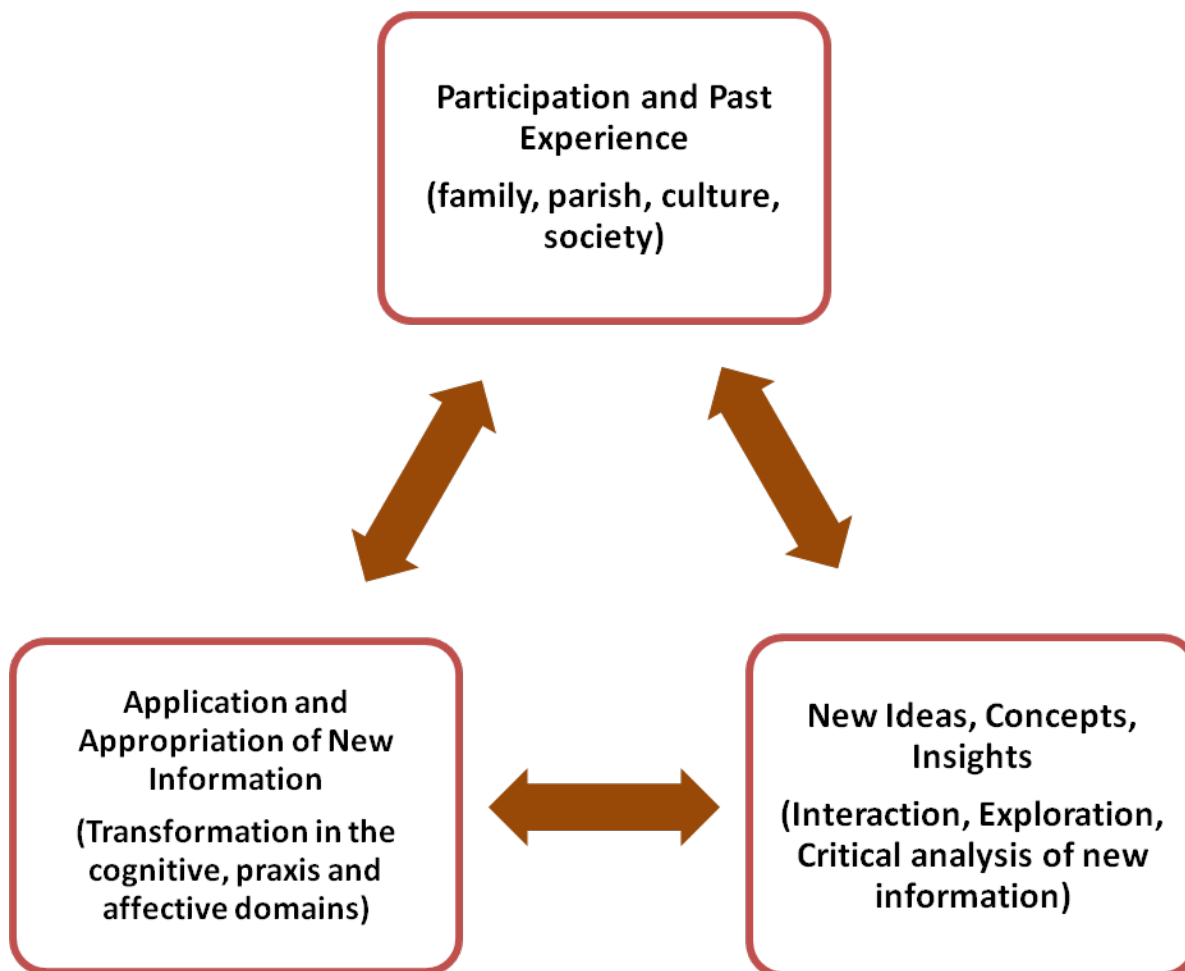 Participation and Past
Experience
(family, parish, culture,
society)
Application and
Appropriation of New
Information
(Transformation in the
cognitive, praxis and
affective domains)
New Ideas, Concepts,
Insights
(Interaction, Exploration,
Critical analysis of new
information)